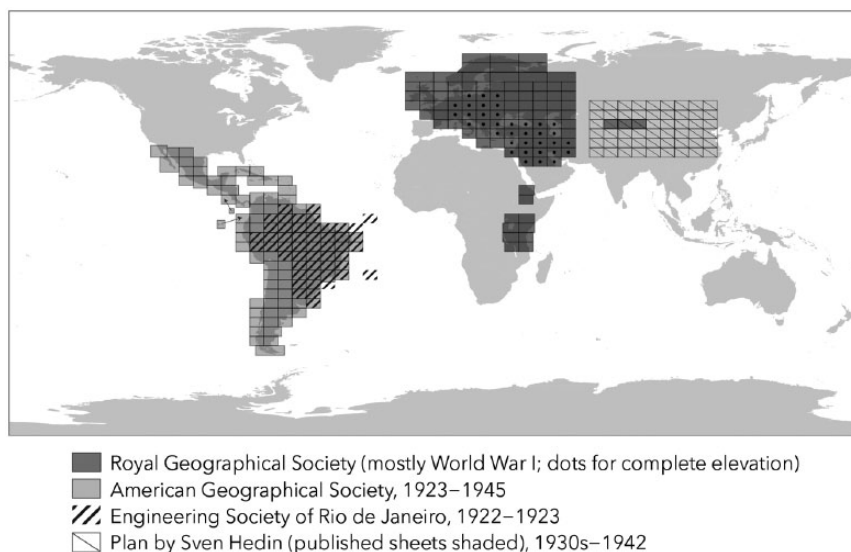 Royal Geographical Society (mostly World War I; dots for complete elevation)
American Geographical Society, 1923–1945
Engineering Society of Rio de Janeiro, 1922–1923
Plan by Sven Hedin (published sheets shaded), 1930s–1942